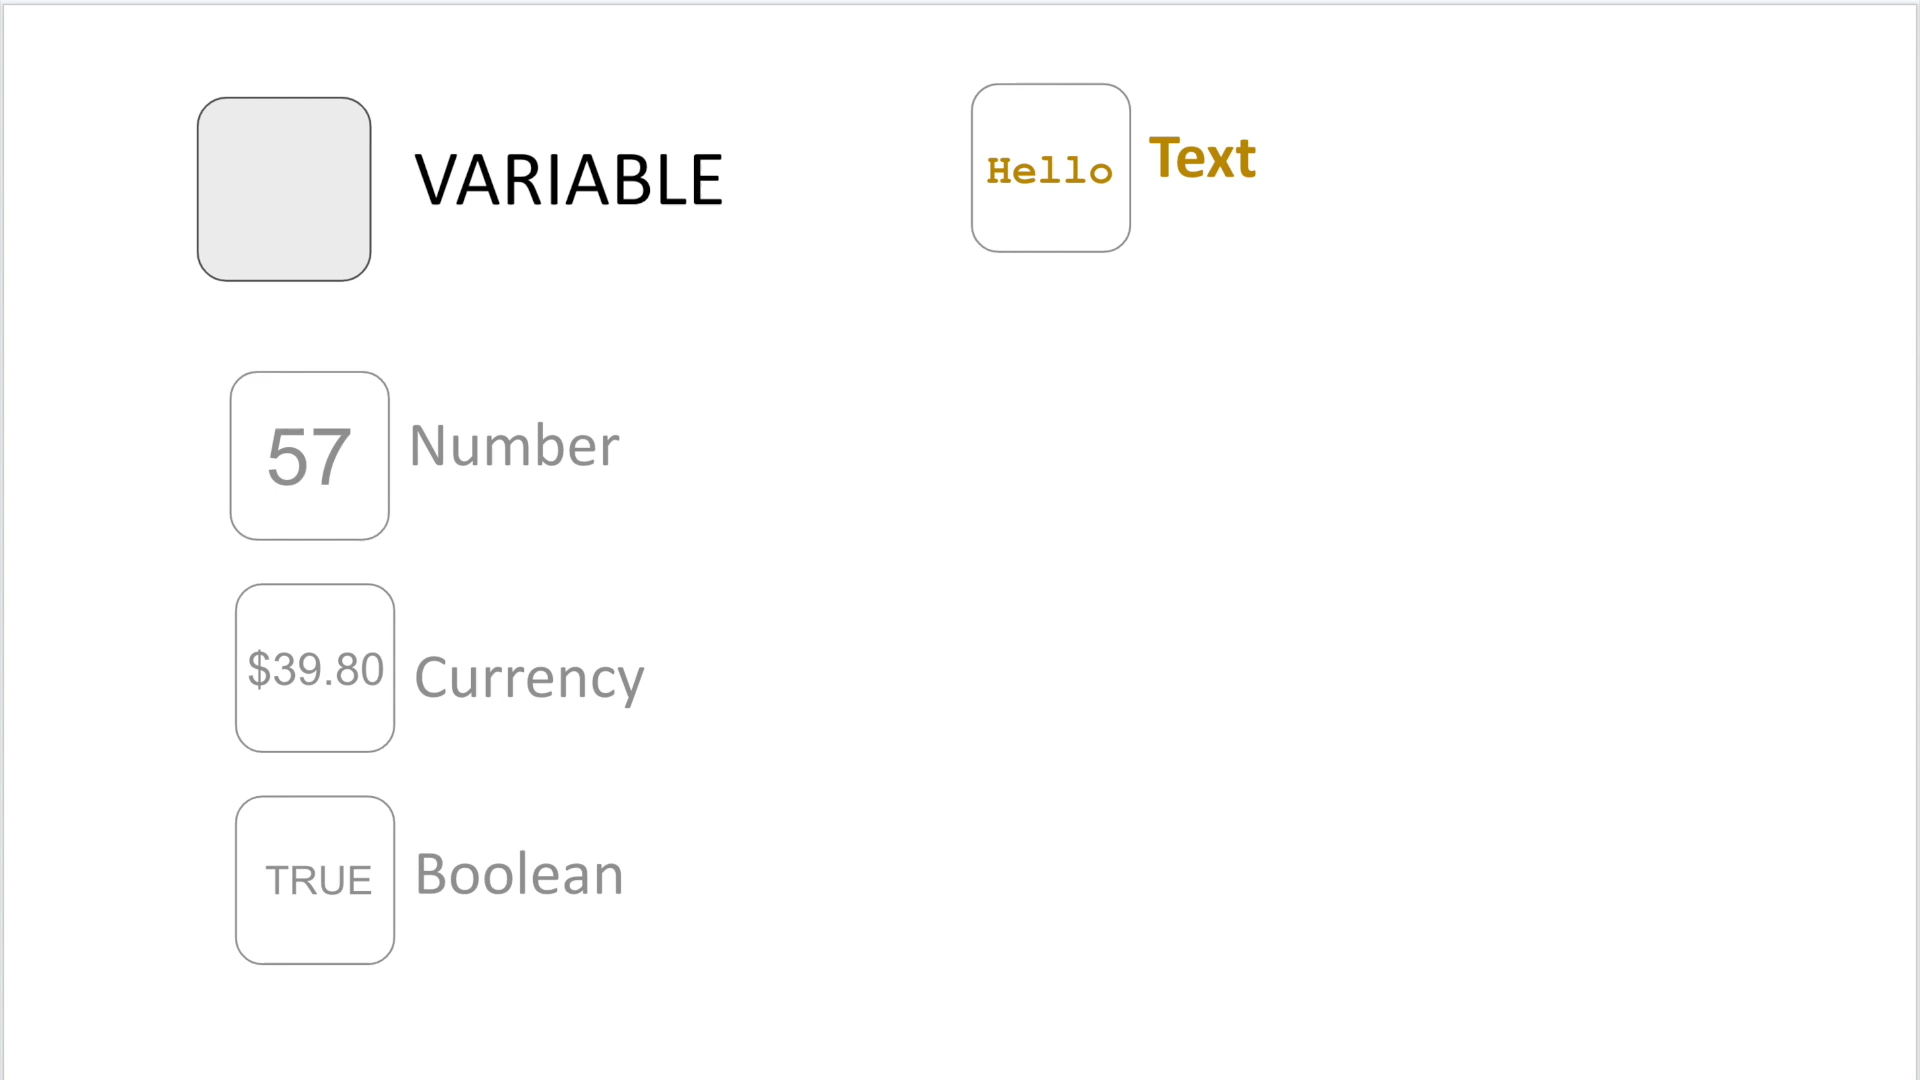 VARIABLE
57 Number
$39.80 Currency
TRUE Boolean
Hello Text